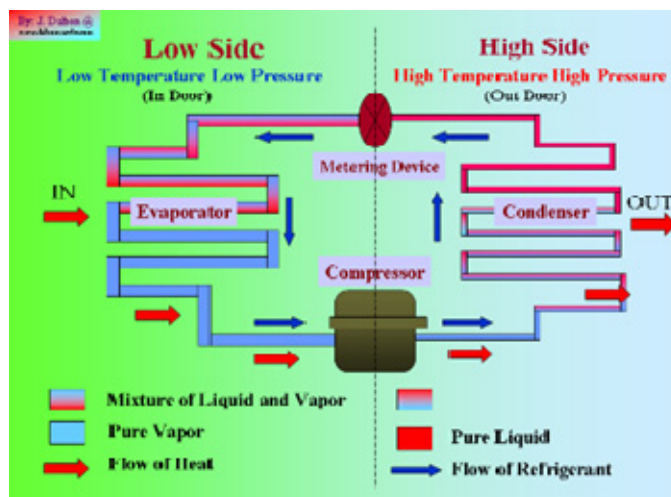 By: J. Duhon @
Low Side
High Side
Low Temperature Low Pressure
High Temperature High Pressure
(In Door)
(Out Door)
Metering Device
IN
Evaporator
Condenser
OUT
Compressor
Mixture of Liquid and Vapor
Pure Vapor
Pure Liquid
Flow of Heat
Flow of Refrigerant